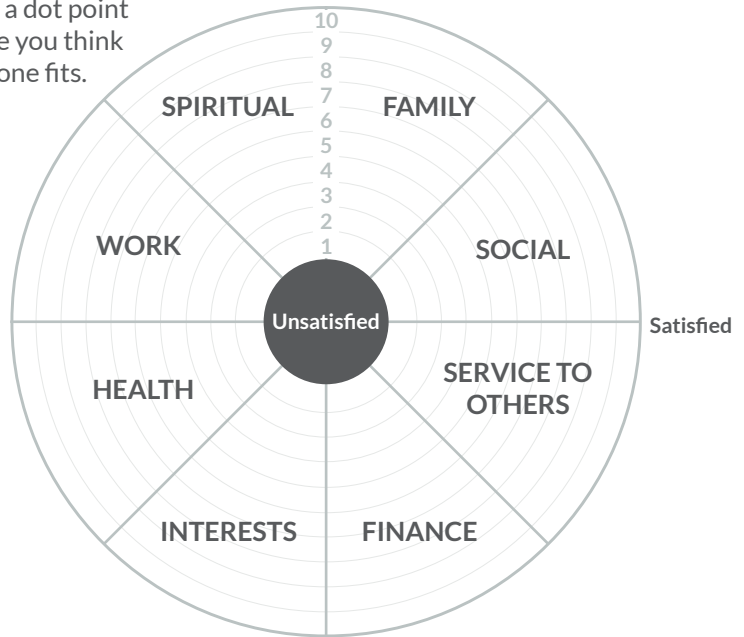 a dot point
e you think
one fits.
10
9
8
7
6
5
4
3
2
1
SPIRITUAL
FAMILY
WORK
SOCIAL
Unsatisfied
Satisfied
HEALTH
SERVICE TO
OTHERS
INTERESTS
FINANCE